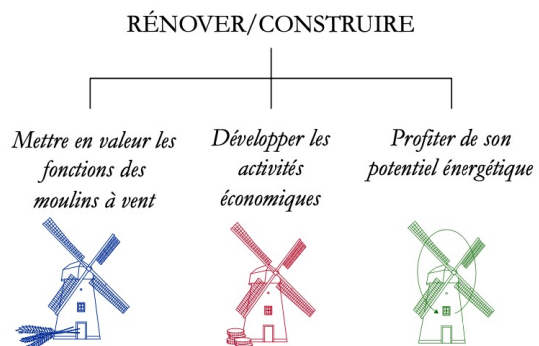 RÉNOVER/CONSTRUIRE
Mettre en valeur les
fonctions des
moulins à vent
Développer les
activités
économiques
Profiter de son
potentiel énergétique